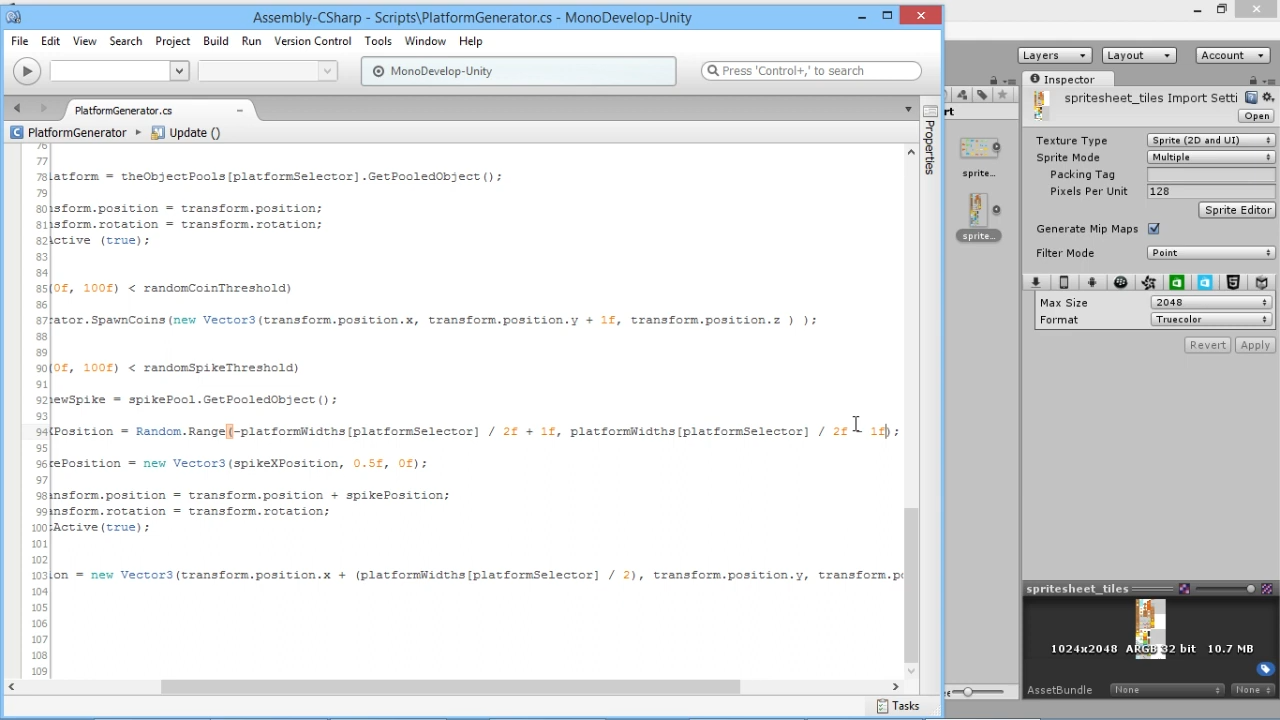 Assembly-CSharp - Scripts\PlatformGenerator.cs - MonoDevelop-Unity
File Edit View Search Project Build Run Version Control Tools Window Help
MonoDevelop-Unity
Press 'Control+,' to search
PlatformGenerator.cs
PlatformGenerator Update ()
76
77
78 latform = theObjectPools[platformSelector].GetPooledObject();
79
80 nsform.position = transform.position;
81 nsform.rotation = transform.rotation;
82 ctive (true);
83
84
85 (0f, 100f) < randomCoinThreshold)
86
87 rator.SpawnCoins(new Vector3(transform.position.x, transform.position.y + 1f, transform.position.z ) );
88
89
90 (0f, 100f) < randomSpikeThreshold)
91
92 newSpike = spikePool.GetPooledObject();
93
94 XPosition = Random.Range(-platformWidths[platformSelector] / 2f + 1f, platformWidths[platformSelector] / 2f - 1f);
95
96 kePosition = new Vector3(spikeXPosition, 0.5f, 0f);
97
98 ansform.position = transform.position + spikePosition;
99 ansform.rotation = transform.rotation;
100 Active(true);
101
102
103 ion = new Vector3(transform.position.x + (platformWidths[platformSelector] / 2), transform.position.y, transform.po
104
105
106
107
108
109
Tasks
Properties
Layers
Layout
Account
rt
sprite...
sprite...
Inspector
spritesheet_tiles Import Setti
Open
Texture Type Sprite (2D and UI)
Sprite Mode Multiple
Packing Tag
Pixels Per Unit 128
Sprite Editor
Generate Mip Maps
Filter Mode Point
Max Size 2048
Format Truecolor
Revert Apply
spritesheet_tiles
1024x2048 ARGB 32 bit 10.7 MB
AssetBundle None None